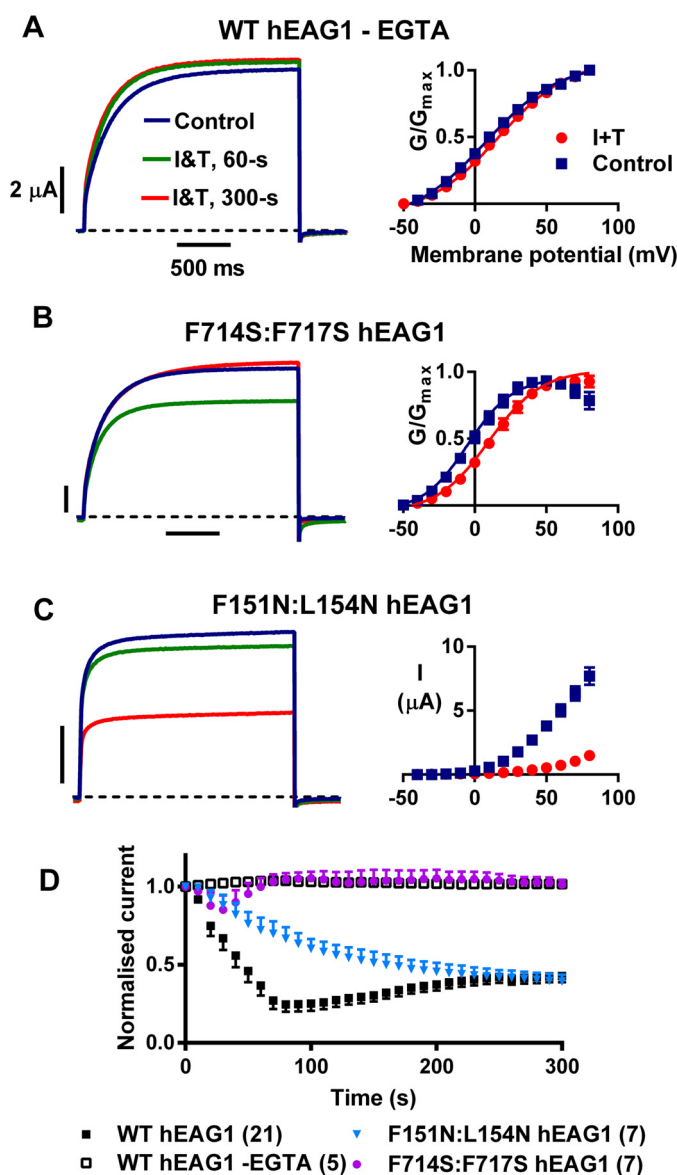 A
WT hEAG1 - EGTA
Control
I&T, 60-s
I&T, 300-s
2 µA
500 ms
G/Gmax
1.0
0.5
I+T
Control
-50 0 50 100
Membrane potential (mV)
B
F714S:F717S hEAG1
G/Gmax
1.0
0.5
-50 0 50 100
C
F151N:L154N hEAG1
I
(µA)
10
5
-50 0 50 100
D
Normalised current
1.0
0.5
0.0
0 100 200 300
Time (s)
WT hEAG1 (21)
F151N:L154N hEAG1 (7)
WT hEAG1 -EGTA (5)
F714S:F717S hEAG1 (7)